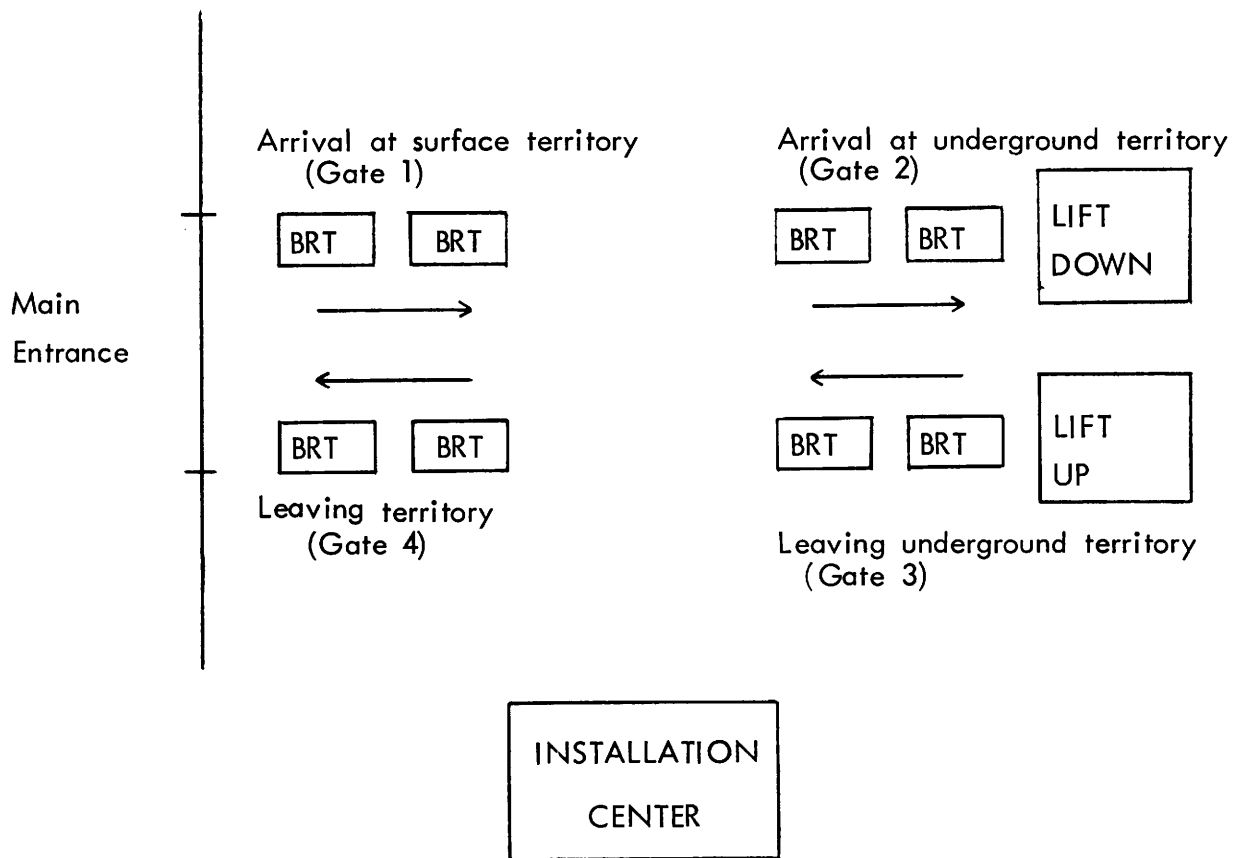 Arrival at surface territory
(Gate 1)
Arrival at underground territory
(Gate 2)
BRT
BRT
BRT
BRT
LIFT
DOWN
Main
Entrance
BRT
BRT
BRT
BRT
LIFT
UP
Leaving territory
(Gate 4)
Leaving underground territory
(Gate 3)
INSTALLATION
CENTER